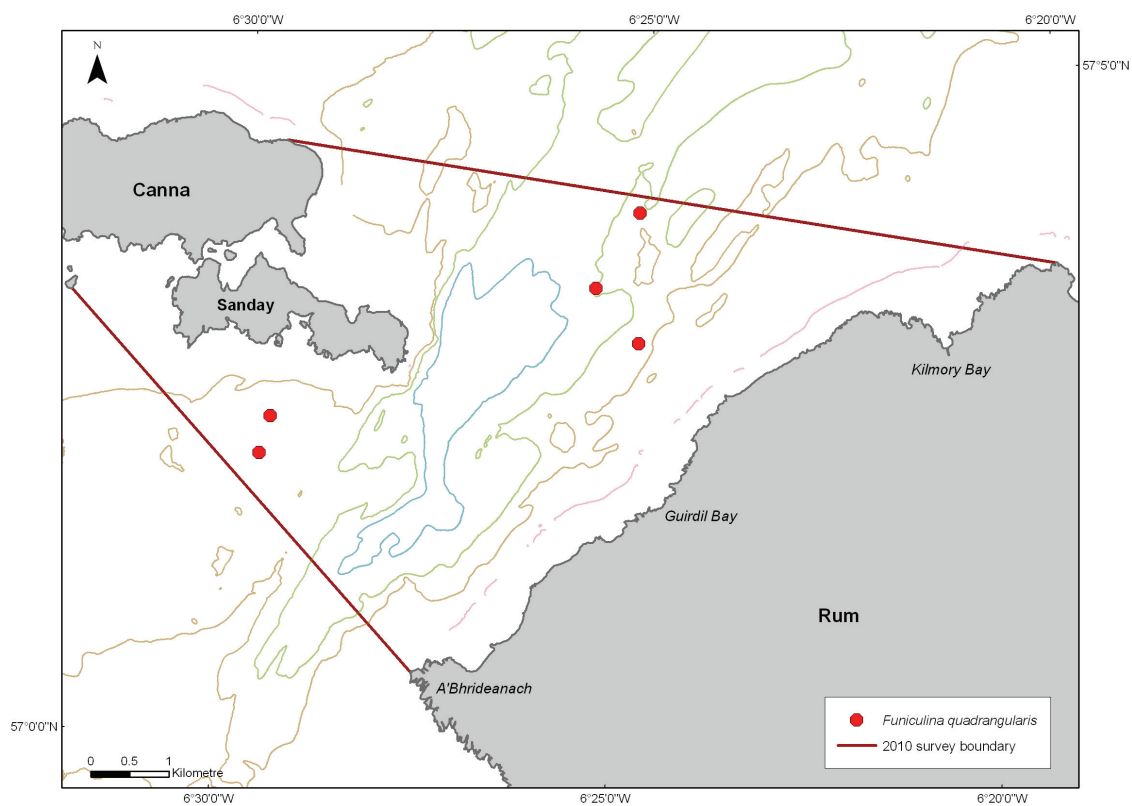 6°30'0"W 6°25'0"W 6°20'0"W
57°5'0"N
N
Canna
Sanday
Kilmory Bay
Guirdil Bay
Rum
A'Bhrideanach
Funiculina quadrangularis
2010 survey boundary
57°0'0"N
0 0.5 1
Kilometre
6°30'0"W 6°25'0"W 6°20'0"W